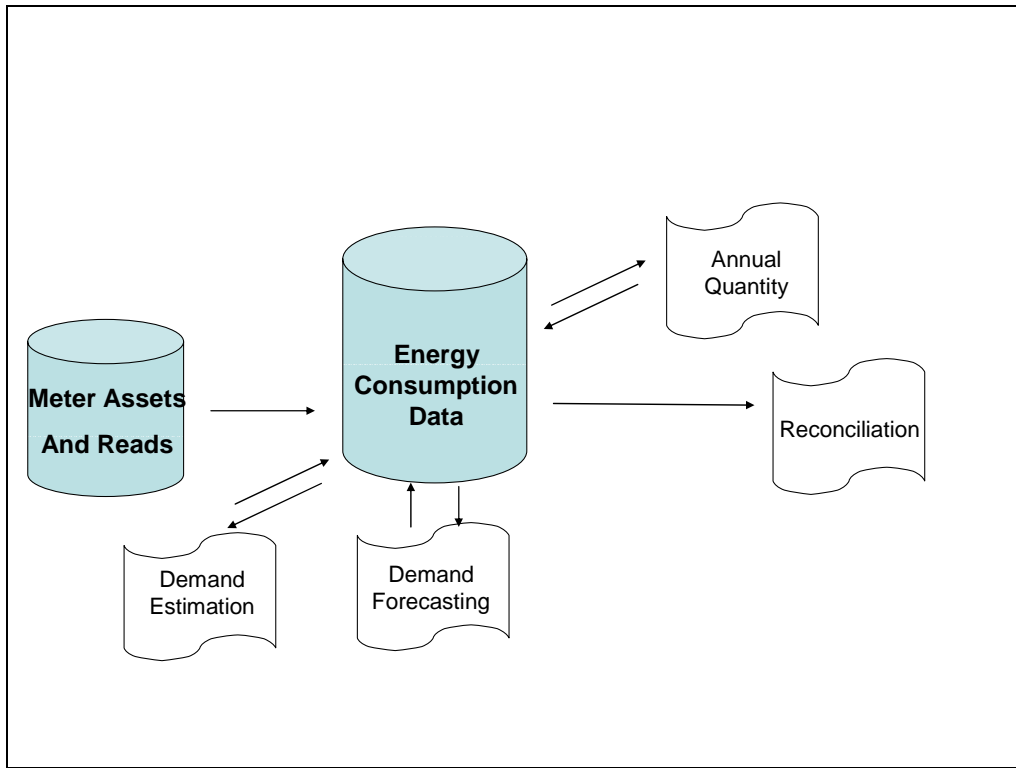 Annual
Quantity
Energy
Consumption
Data
Meter Assets
And Reads
Reconciliation
Demand
Estimation
Demand
Forecasting